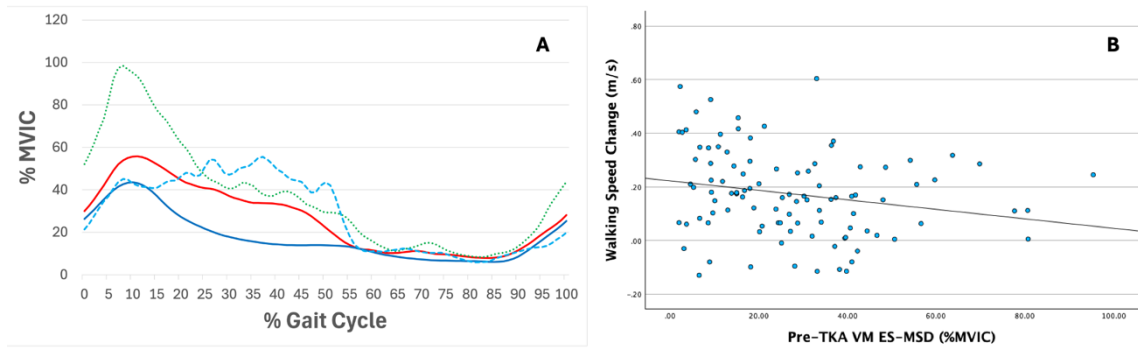 A
120
100
80
60
40
20
0
% MVIC
0 5 10 15 20 25 30 35 40 45 50 55 60 65 70 75 80 85 90 95 100
% Gait Cycle
B
.80
.60
.40
.20
.00
-.20
Walking Speed Change (m/s)
.00 20.00 40.00 60.00 80.00 100.00
Pre-TKA VM ES-MSD (%MVIC)